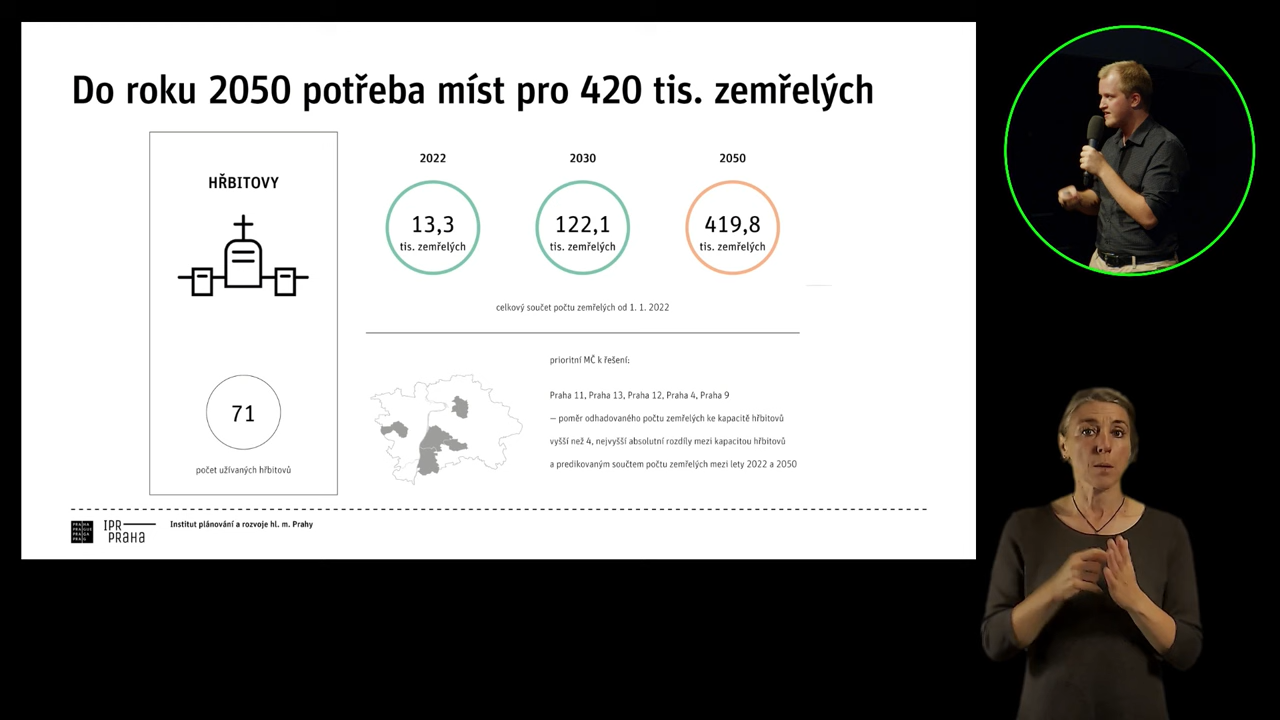 Do roku 2050 potřeba míst pro 420 tis. zemřelých
HŘBITOVY
71
počet užívaných hřbitovů
2022
13,3
tis. zemřelých
2030
122,1
tis. zemřelých
2050
419,8
tis. zemřelých
celkový součet počtu zemřelých od 1. 1. 2022
prioritní MČ k řešení:
Praha 11, Praha 13, Praha 12, Praha 4, Praha 9
– poměr odhadovaného počtu zemřelých ke kapacitě hřbitovů
vyšší než 4, nejvyšší absolutní rozdíly mezi kapacitou hřbitovů
a predikovaným součtem počtu zemřelých mezi lety 2022 a 2050
IPR
PRAHA
Institut plánování a rozvoje hl. m. Prahy